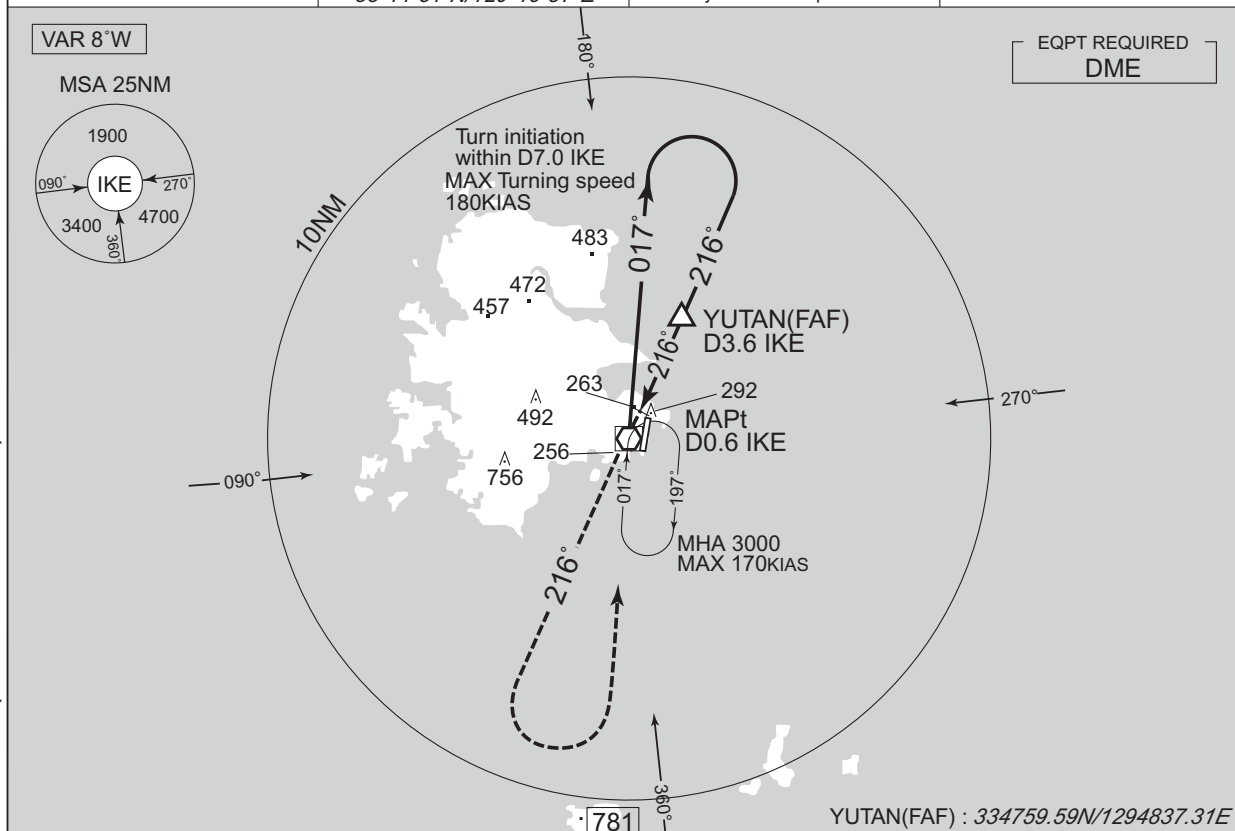 VAR 8°W
MSA 25NM
1900
090°
IKE
270°
3400
4700
360°
180°
EQPT REQUIRED
DME
Turn initiation
within D7.0 IKE
MAX Turning speed
180KIAS
10NM
483
017°
216°
472
457
YUTAN(FAF)
D3.6 IKE
216°
263
292
270°
492
MAPt
D0.6 IKE
256
756
090°
017°
197°
MHA 3000
MAX 170KIAS
216°
360°
781
YUTAN(FAF) : 334759.59N/1294837.31E